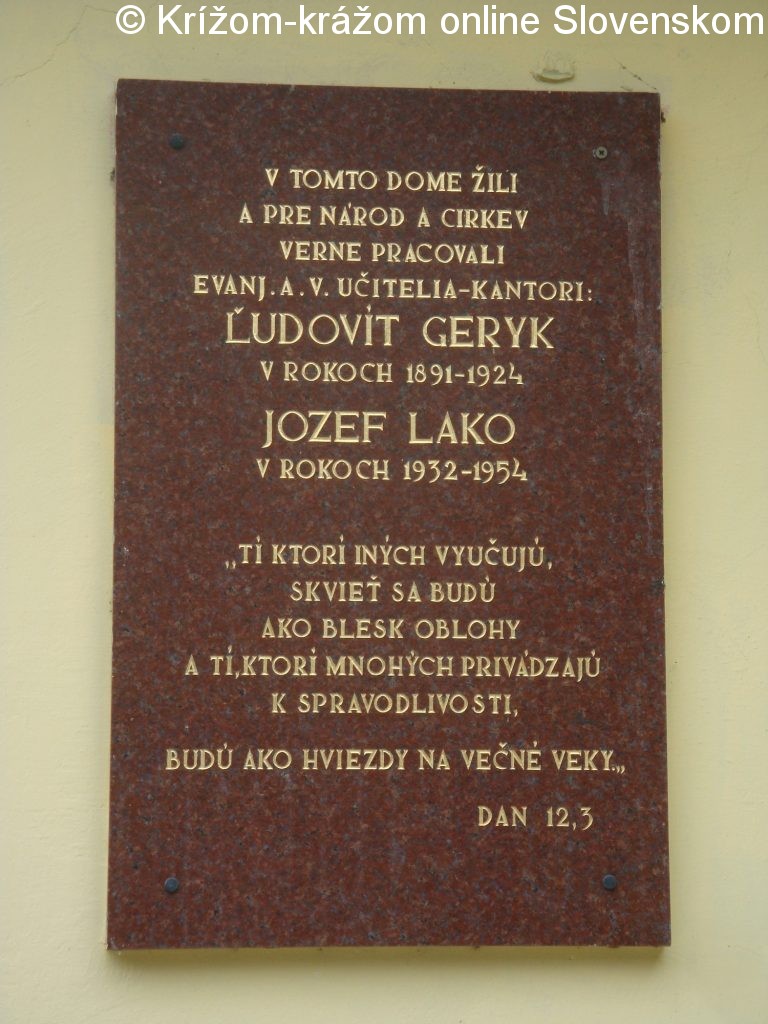 © Krížom-krážom online Slovenskom
V TOMTO DOME ŽILI
A PRE NÁROD A CIRKEV
VERNE PRACOVALI
EVANJ. A. V. UČITELIA-KANTORI:
ĽUDOVÍT GERYK
V ROKOCH 1891-1924
JOZEF LAKO
V ROKOCH 1932-1954
„TÍ KTORÍ INÝCH VYUČUJÚ,
SKVIEŤ SA BUDÚ
AKO BLESK OBLOHY
A TÍ, KTORÍ MNOHÝCH PRIVÁDZAJÚ
K SPRAVODLIVOSTI,
BUDÚ AKO HVIEZDY NA VEČNÉ VEKY.„
DAN 12,3